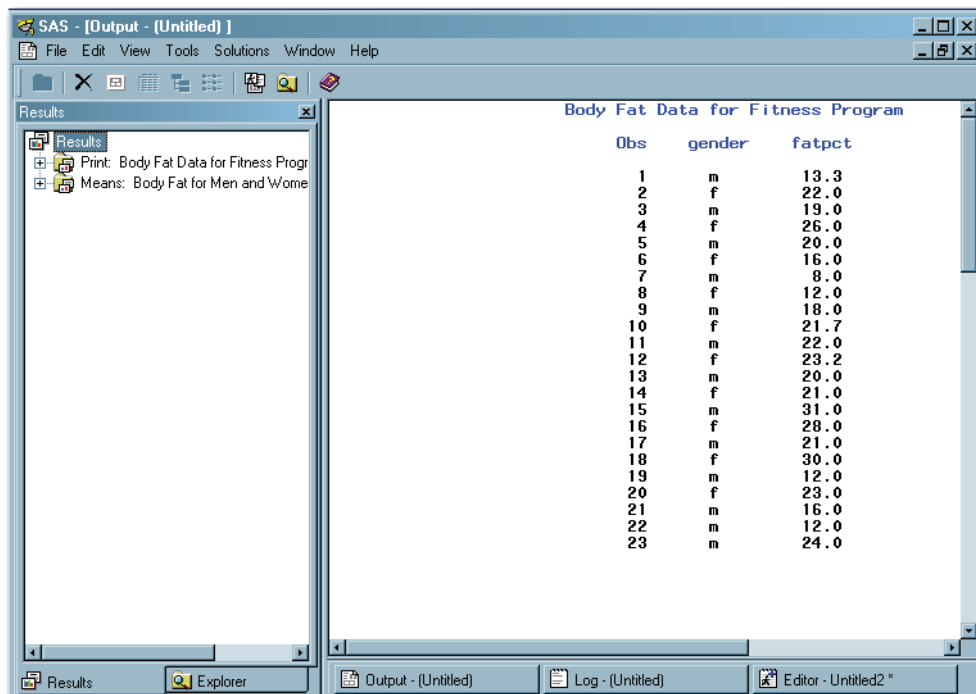 SAS - [Output - (Untitled) ]
File Edit View Tools Solutions Window Help
Results
Results
Print: Body Fat Data for Fitness Progr
Means: Body Fat for Men and Wome
Body Fat Data for Fitness Program
Obs gender fatpct
1 m 13.3
2 f 22.0
3 m 19.0
4 f 26.0
5 m 20.0
6 f 16.0
7 m 8.0
8 f 12.0
9 m 18.0
10 f 21.7
11 m 22.0
12 f 23.2
13 m 20.0
14 f 21.0
15 m 31.0
16 f 28.0
17 m 21.0
18 f 30.0
19 m 12.0
20 f 23.0
21 m 16.0
22 m 12.0
23 m 24.0
Results Explorer Output - (Untitled) Log - (Untitled) Editor - Untitled2 *